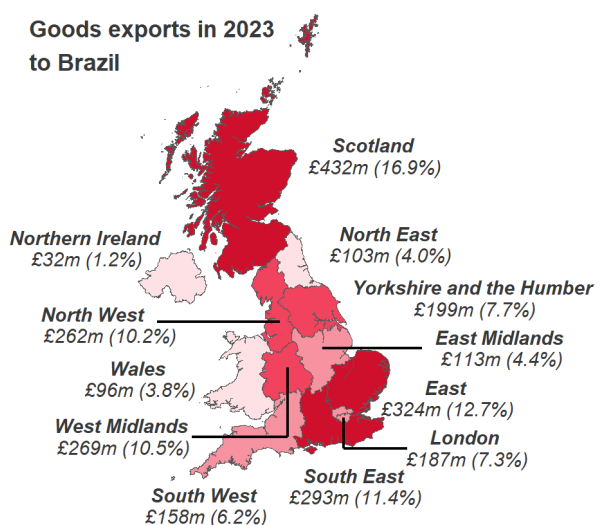 Goods exports in 2023
to Brazil
Scotland
£432m (16.9%)
Northern Ireland
£32m (1.2%)
North East
£103m (4.0%)
Yorkshire and the Humber
£199m (7.7%)
North West
£262m (10.2%)
East Midlands
£113m (4.4%)
Wales
£96m (3.8%)
East
£324m (12.7%)
West Midlands
£269m (10.5%)
London
£187m (7.3%)
South East
£293m (11.4%)
South West
£158m (6.2%)